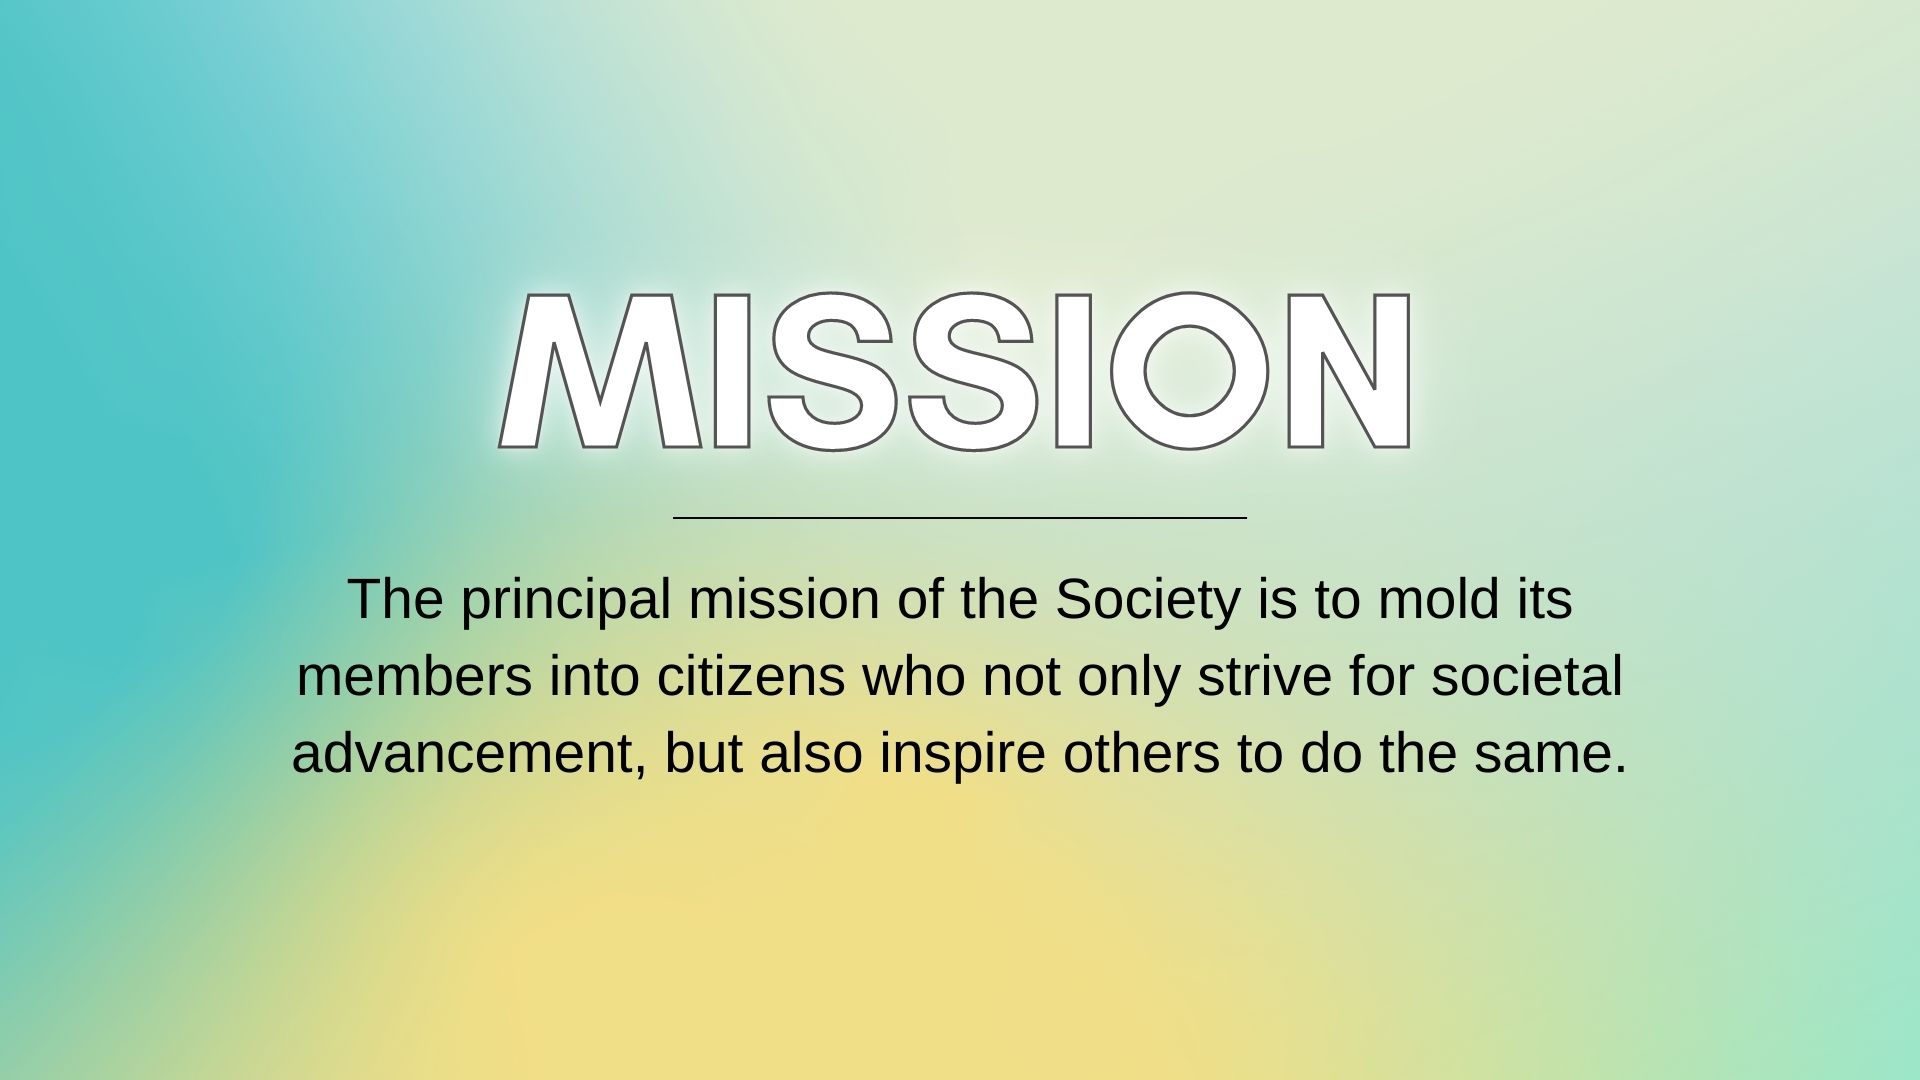 MISSION
The principal mission of the Society is to mold its
members into citizens who not only strive for societal
advancement, but also inspire others to do the same.